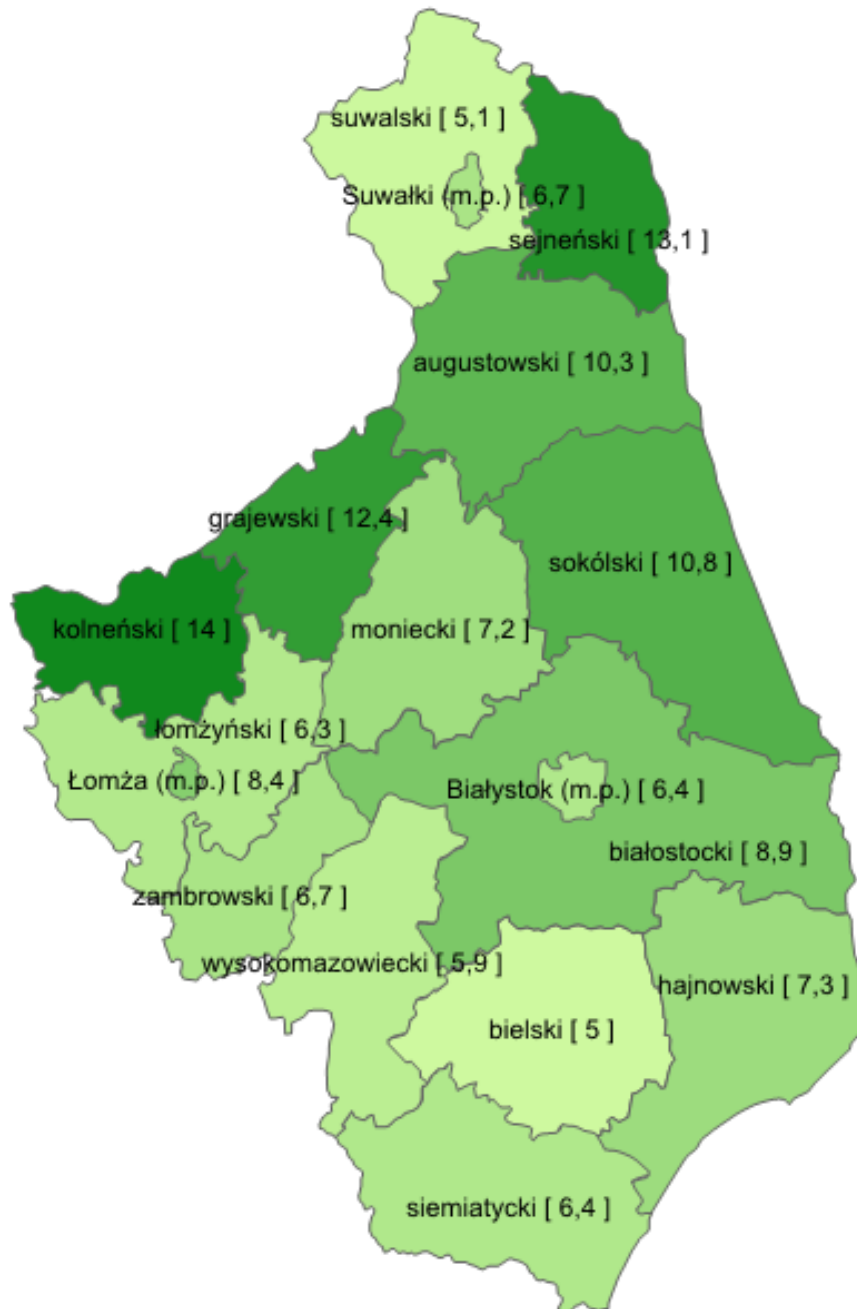 suwalski [ 5,1 ]
Suwałki (m.p.) [ 6,7 ]
sejneński [ 13,1 ]
augustowski [ 10,3 ]
grajewski [ 12,4 ]
sokólski [ 10,8 ]
kolneński [ 14 ]
moniecki [ 7,2 ]
łomżyński [ 6,3 ]
Łomża (m.p.) [ 8,4 ]
Białystok (m.p.) [ 6,4 ]
białostocki [ 8,9 ]
zambrowski [ 6,7 ]
wysokomazowiecki [ 5,9 ]
hajnowski [ 7,3 ]
bielski [ 5 ]
siemiatycki [ 6,4 ]